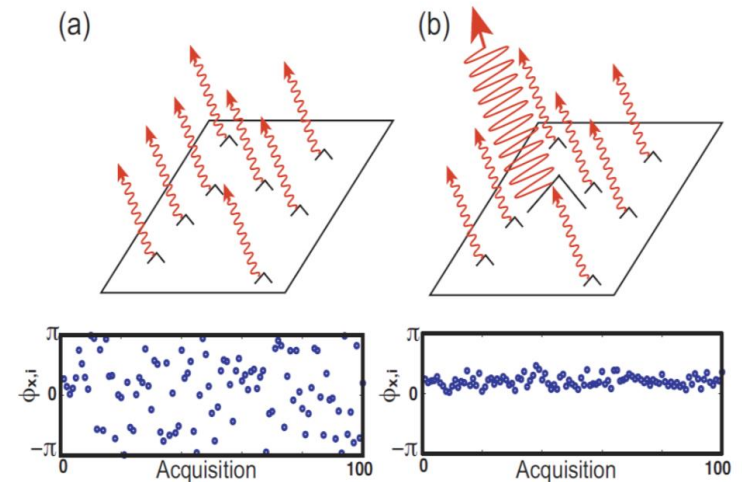 (a)
(b)
π
0
−π
ϕx,i
0
Acquisition
100
π
0
−π
ϕx,i
0
Acquisition
100